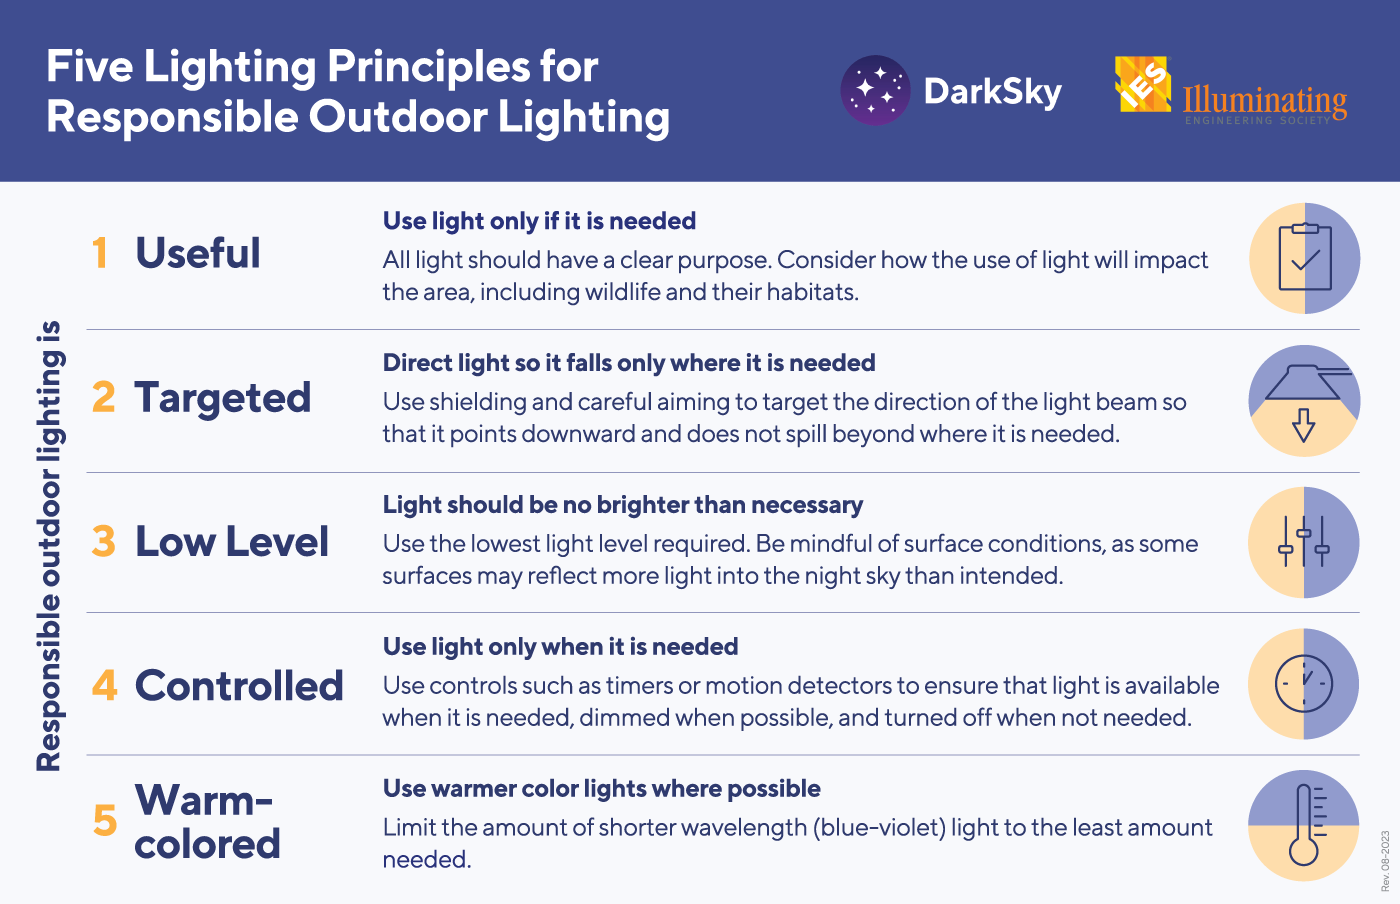 Five Lighting Principles for
Responsible Outdoor Lighting
DarkSky
IES
Illuminating
ENGINEERING SOCIETY
Responsible outdoor lighting is
1 Useful
Use light only if it is needed
All light should have a clear purpose. Consider how the use of light will impact
the area, including wildlife and their habitats.
2 Targeted
Direct light so it falls only where it is needed
Use shielding and careful aiming to target the direction of the light beam so
that it points downward and does not spill beyond where it is needed.
3 Low Level
Light should be no brighter than necessary
Use the lowest light level required. Be mindful of surface conditions, as some
surfaces may reflect more light into the night sky than intended.
4 Controlled
Use light only when it is needed
Use controls such as timers or motion detectors to ensure that light is available
when it is needed, dimmed when possible, and turned off when not needed.
5 Warm-
colored
Use warmer color lights where possible
Limit the amount of shorter wavelength (blue-violet) light to the least amount
needed.
Rev. 08-2023